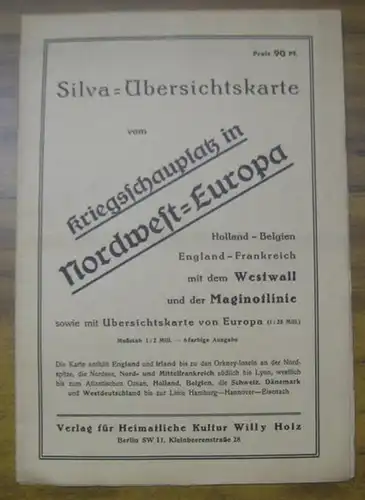 Preis 90 Pf.
Silva=Übersichtskarte
vom
Kriegsschauplatz in
Nordwest=Europa
Holland - Belgien
England - Frankreich
mit dem Westwall
und der Maginotlinie
sowie mit Übersichtskarte von Europa (1:28 Mill.)
Maßstab 1:2 Mill. — 6farbige Ausgabe
Die Karte enthält England und Irland bis zu den Orkney-Inseln an der Nord-
spitze, die Nordsee, Nord- und Mittelfrankreich südlich bis Lyon, westlich
bis zum Atlantischen Ozean, Holland, Belgien, die Schweiz, Dänemark
und Westdeutschland bis zur Linie Hamburg—Hannover—Eisenach
Verlag für Heimatliche Kultur Willy Holz
Berlin SW 11, Kleinbeerenstraße 28